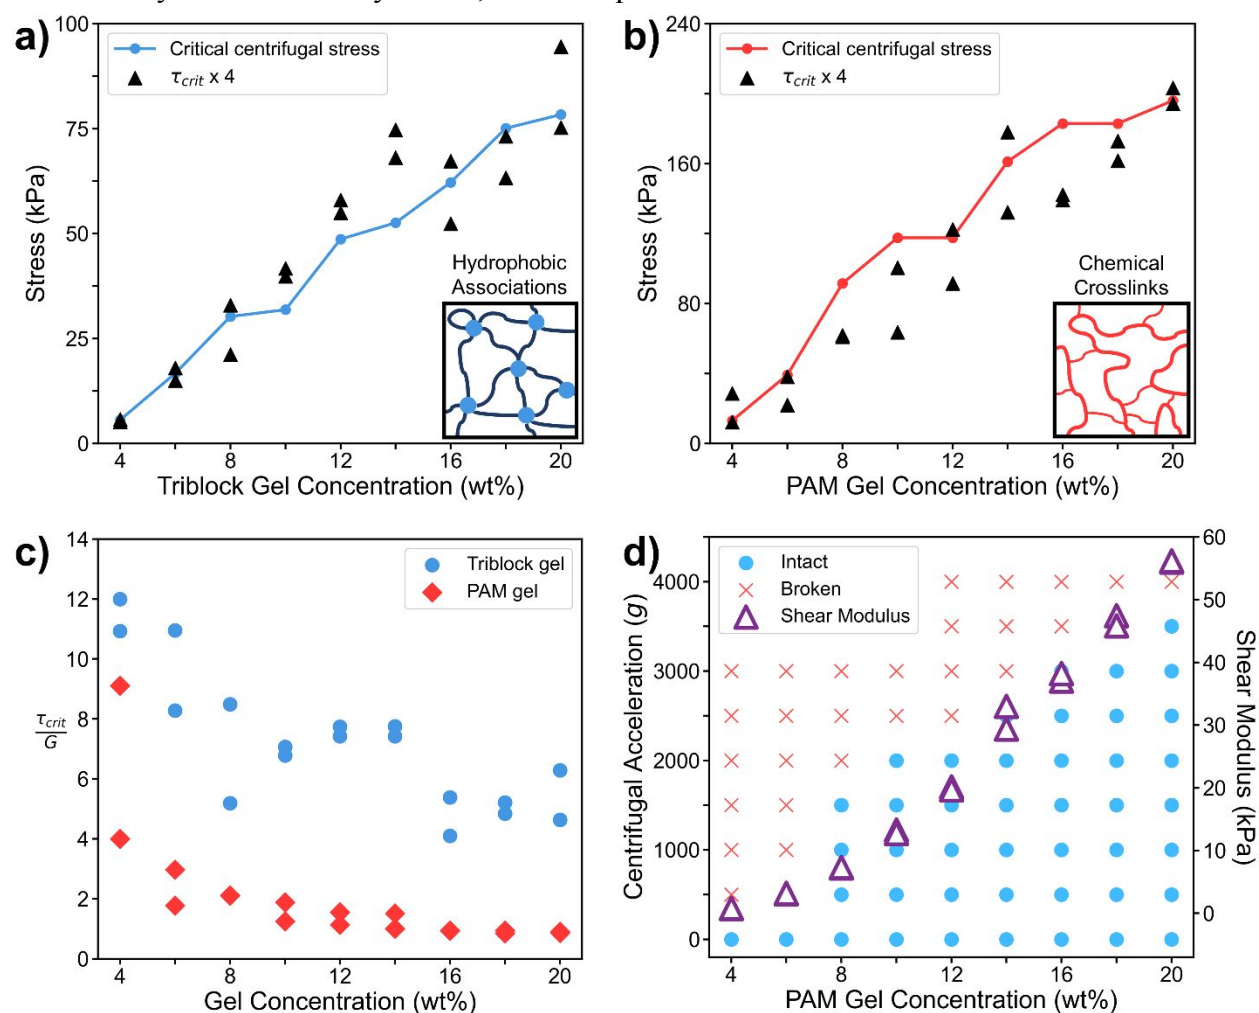 a)
Critical centrifugal stress
τcrit x 4
Stress (kPa)
100
75
50
25
0
Hydrophobic
Associations
4 8 12 16 20
Triblock Gel Concentration (wt%)
b)
Critical centrifugal stress
τcrit x 4
Stress (kPa)
240
160
80
0
Chemical
Crosslinks
4 8 12 16 20
PAM Gel Concentration (wt%)
c)
Triblock gel
PAM gel
τcrit
G
14
12
10
8
6
4
2
0
4 8 12 16 20
Gel Concentration (wt%)
d)
Intact
Broken
Shear Modulus
Centrifugal Acceleration (g)
4000
3000
2000
1000
0
60
50
40
30
20
10
0
Shear Modulus (kPa)
4 8 12 16 20
PAM Gel Concentration (wt%)